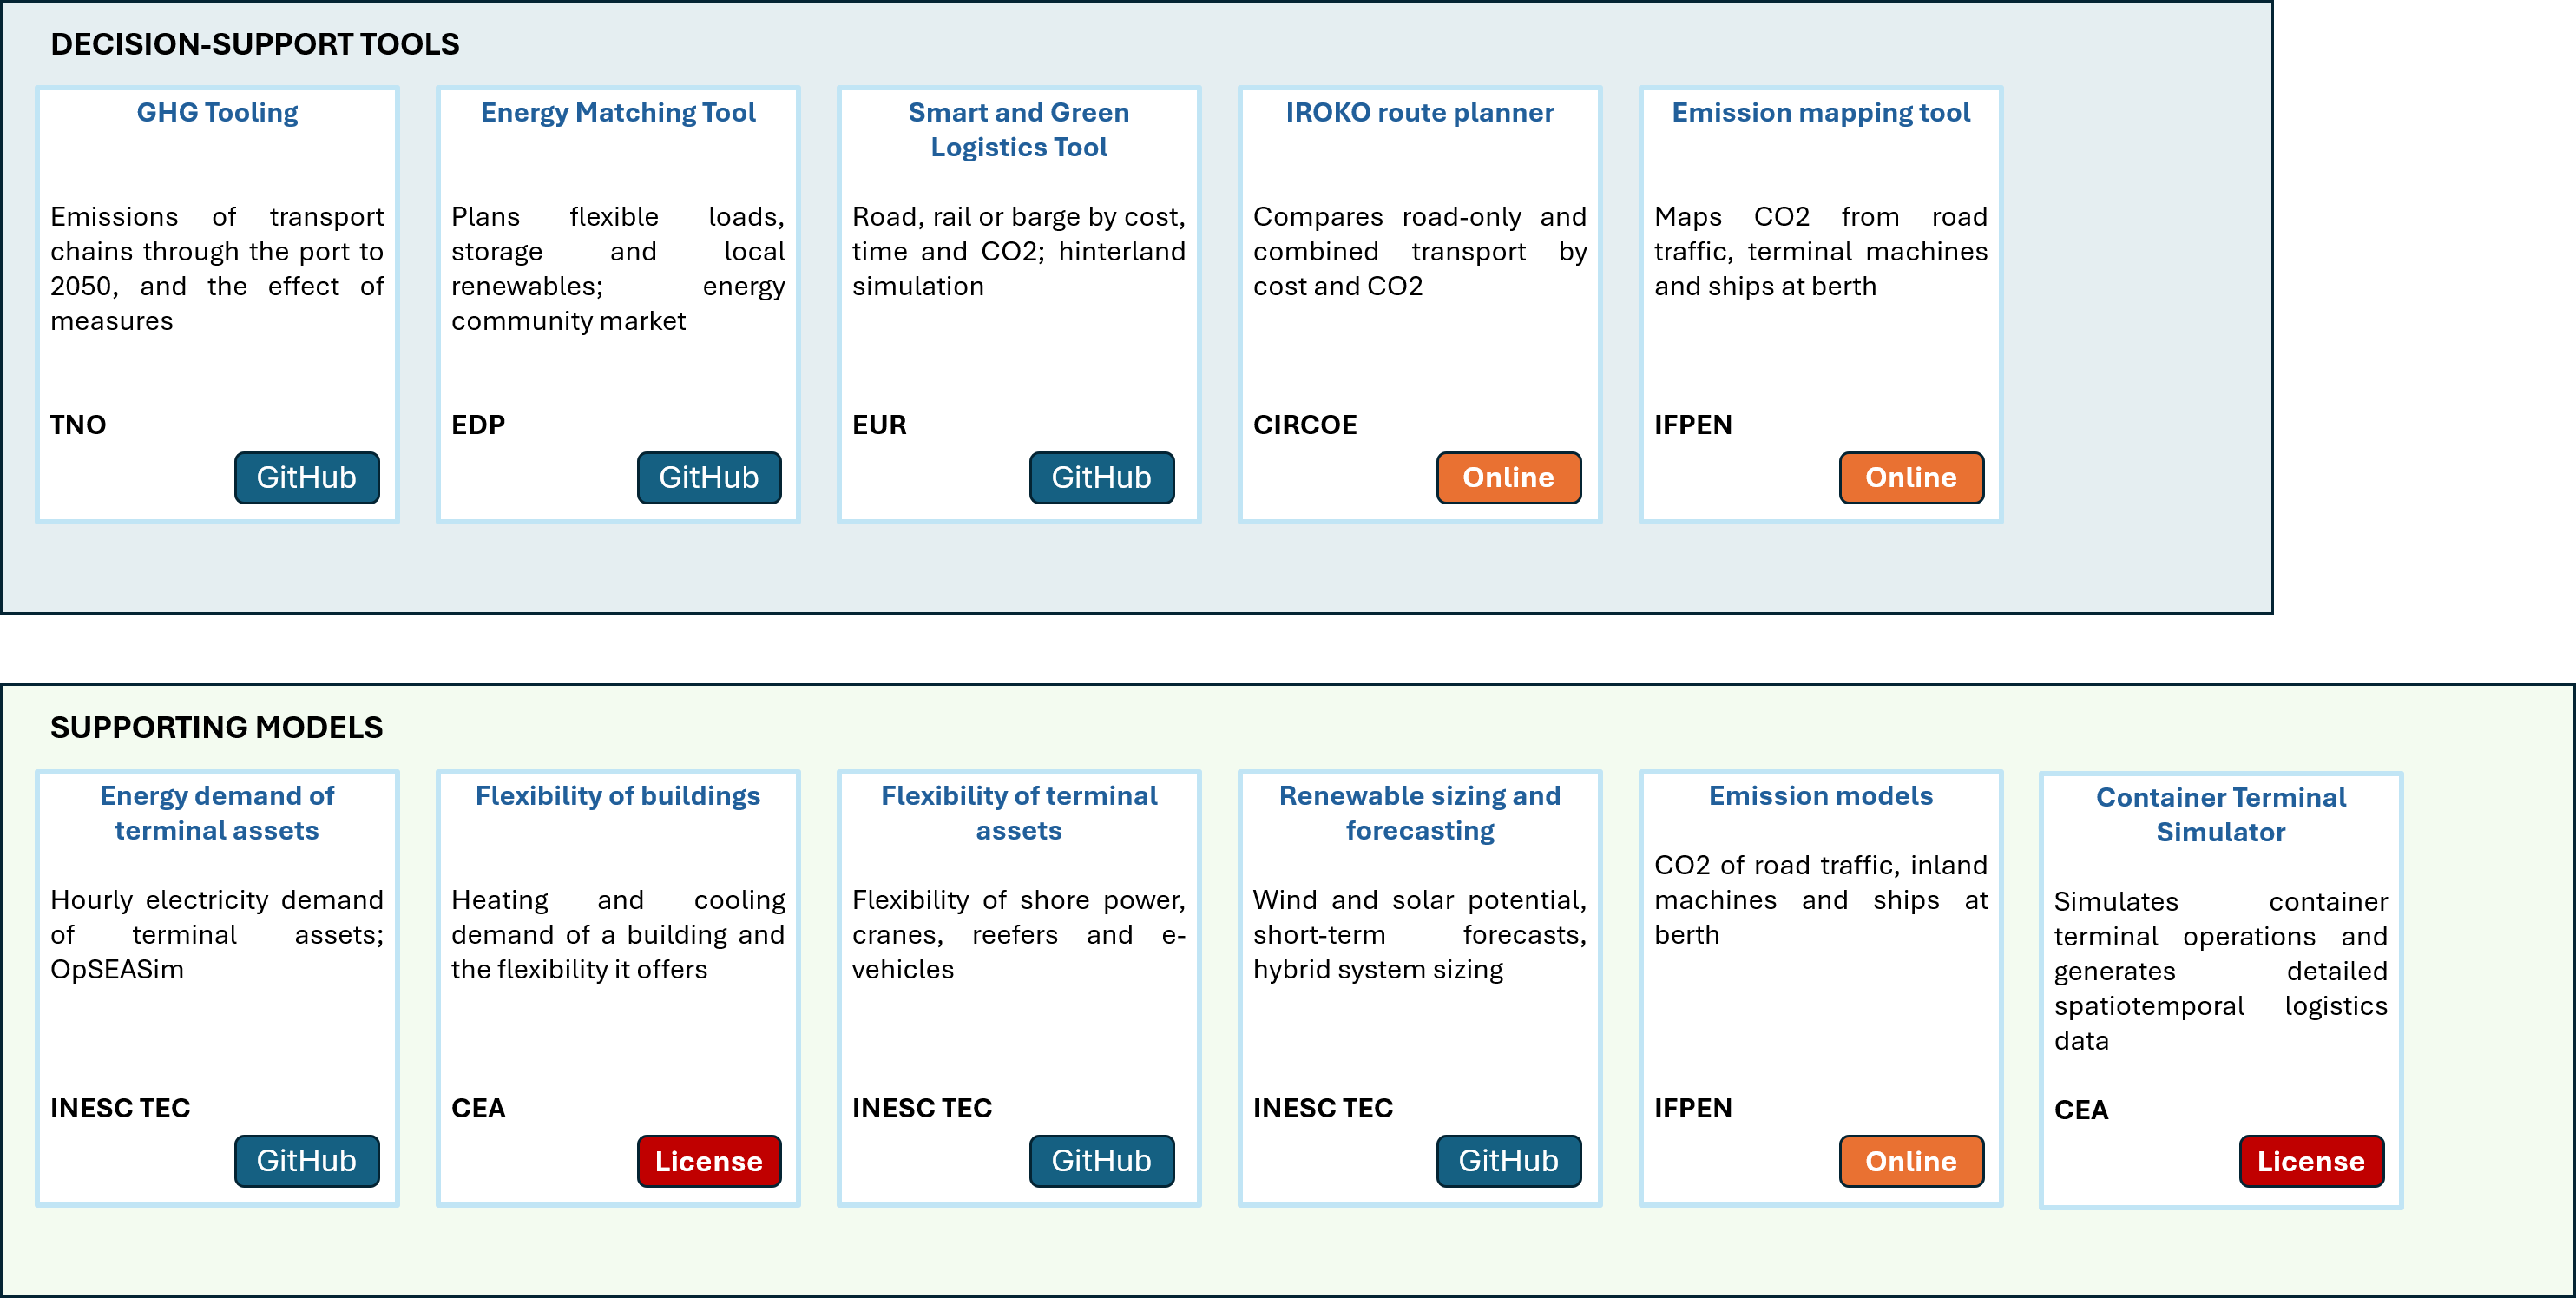 DECISION-SUPPORT TOOLS
GHG Tooling
Emissions of transport
chains through the port to
2050, and the effect of
measures
TNO
GitHub
Energy Matching Tool
Plans flexible loads,
storage and local
renewables; energy
community market
EDP
GitHub
Smart and Green
Logistics Tool
Road, rail or barge by cost,
time and CO2; hinterland
simulation
EUR
GitHub
IROKO route planner
Compares road-only and
combined transport by
cost and CO2
CIRCOE
Online
Emission mapping tool
Maps CO2 from road
traffic, terminal machines
and ships at berth
IFPEN
Online
SUPPORTING MODELS
Energy demand of
terminal assets
Hourly electricity demand
of terminal assets;
OpSEASim
INESC TEC
GitHub
Flexibility of buildings
Heating and cooling
demand of a building and
the flexibility it offers
CEA
License
Flexibility of terminal
assets
Flexibility of shore power,
cranes, reefers and e-
vehicles
INESC TEC
GitHub
Renewable sizing and
forecasting
Wind and solar potential,
short-term forecasts,
hybrid system sizing
INESC TEC
GitHub
Emission models
CO2 of road traffic, inland
machines and ships at
berth
IFPEN
Online
Container Terminal
Simulator
Simulates container
terminal operations and
generates detailed
spatiotemporal logistics
data
CEA
License